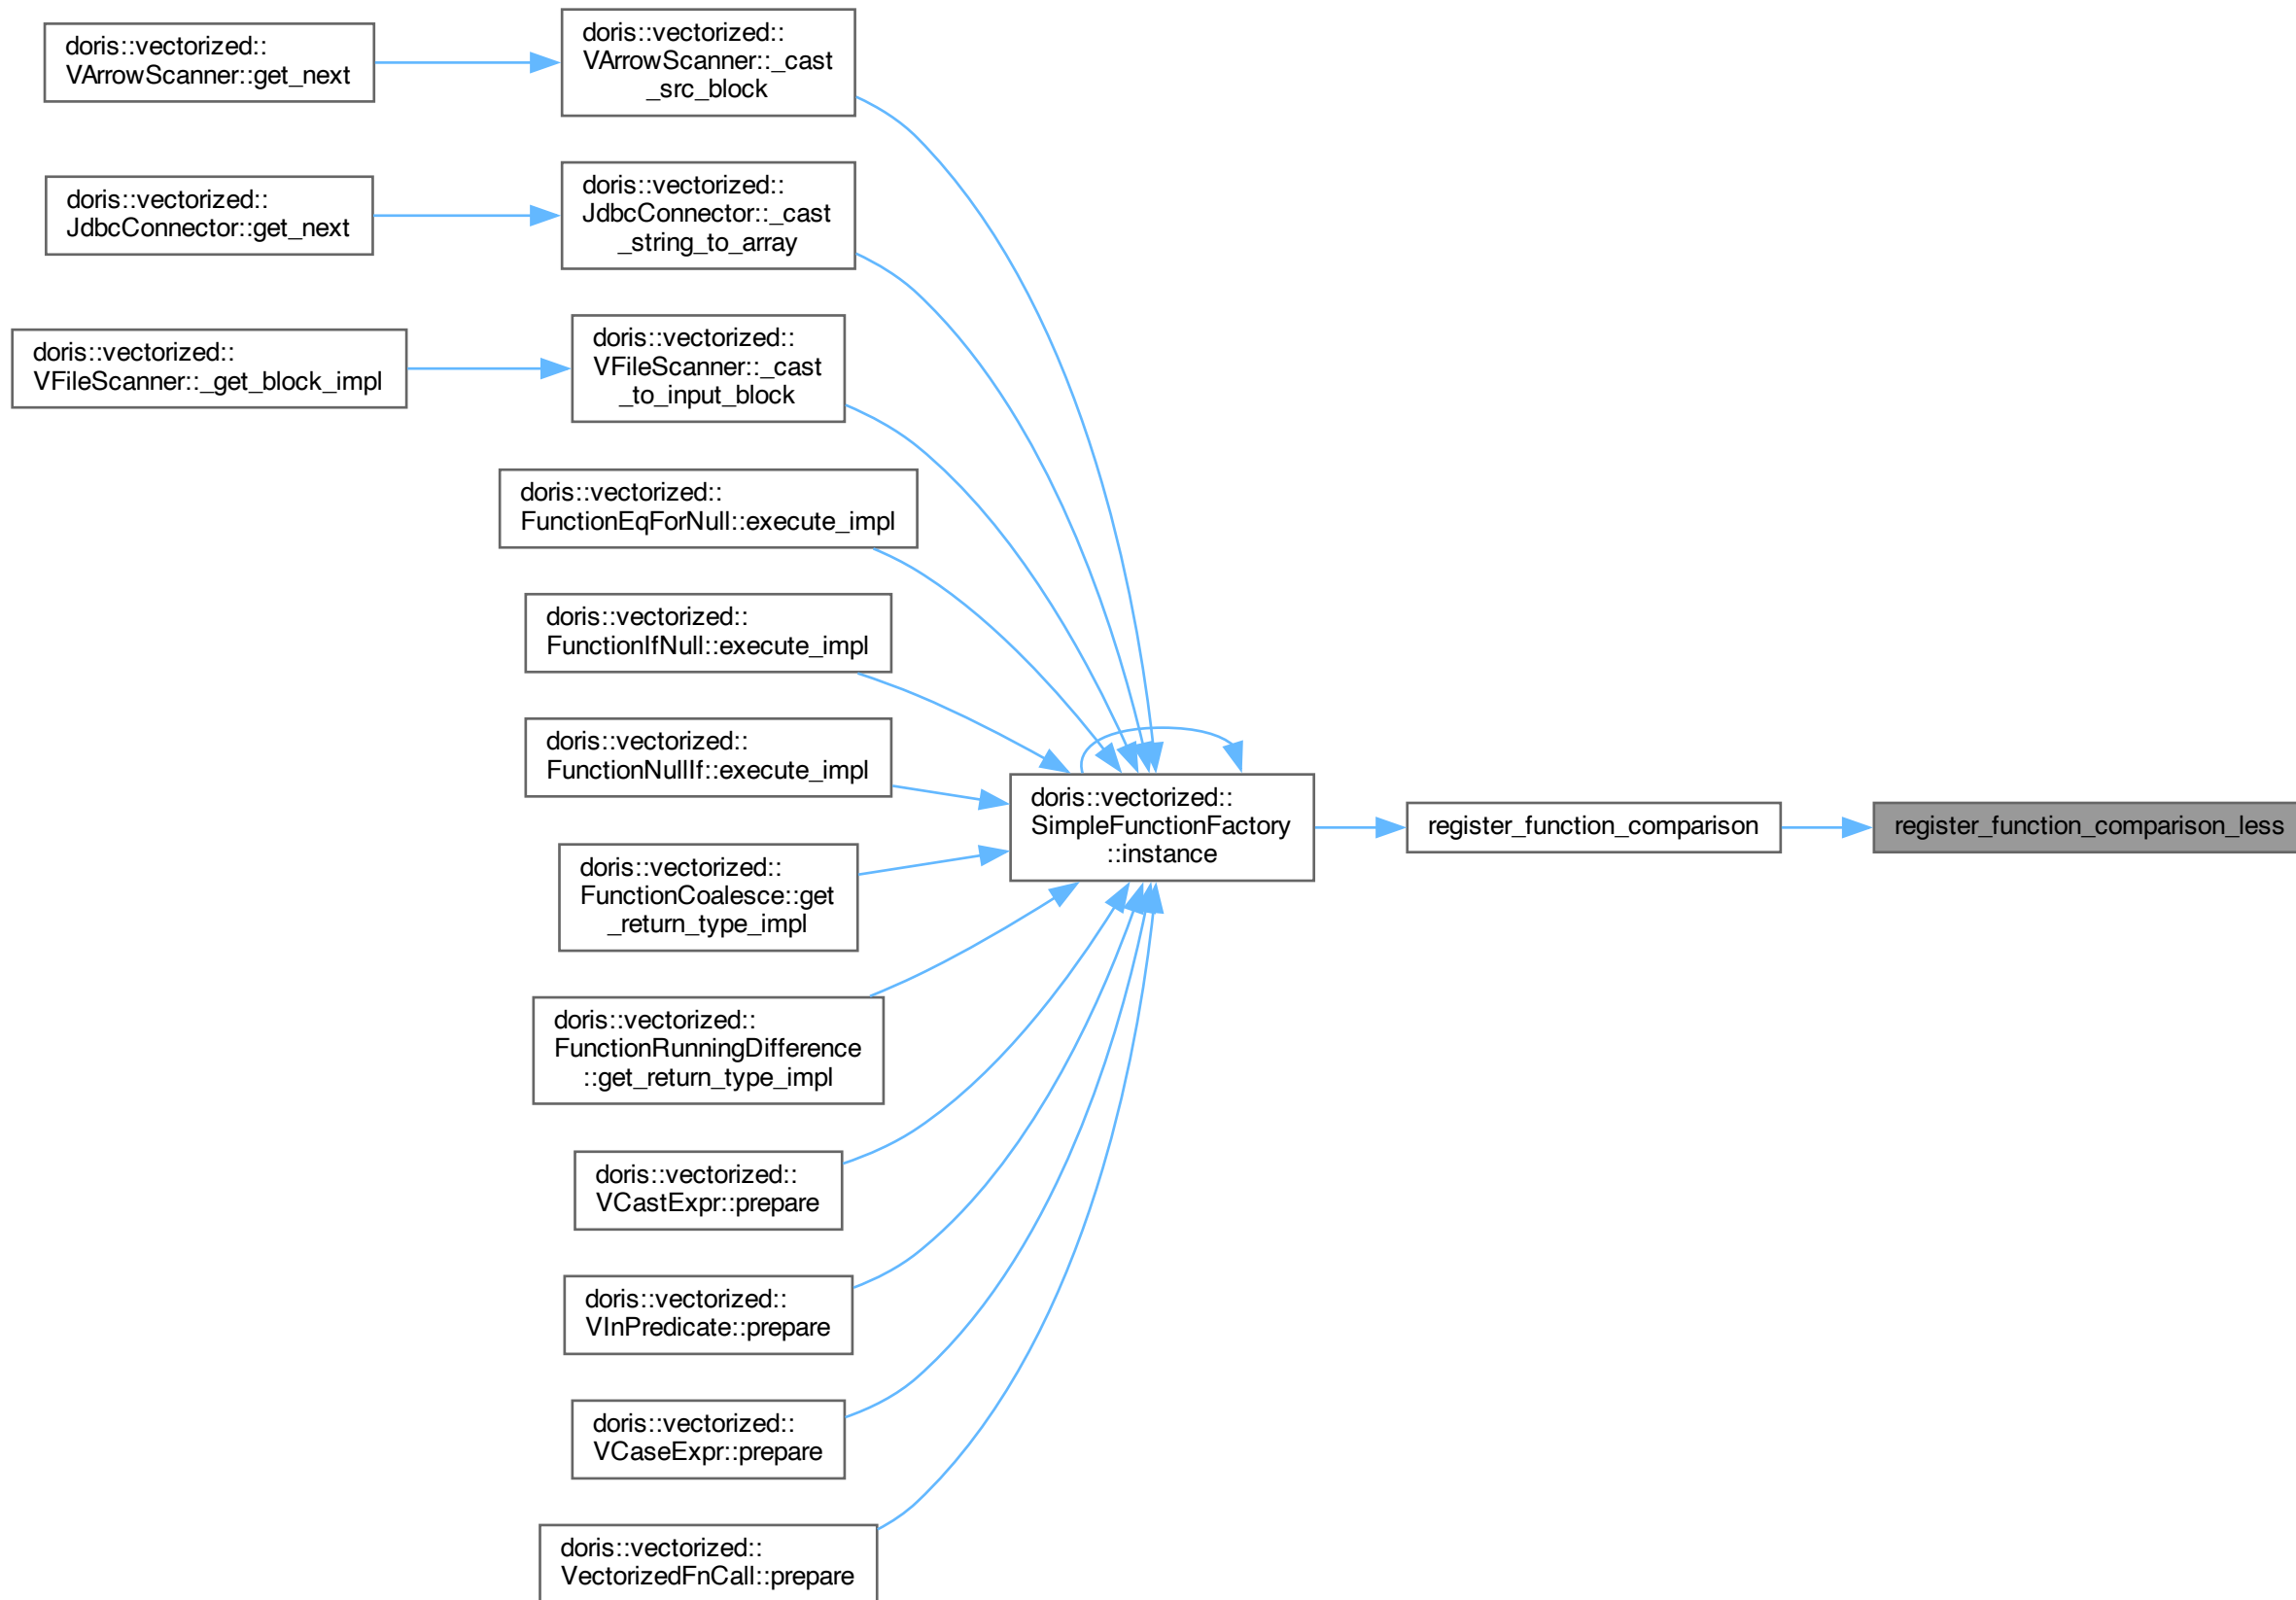 doris::vectorized::
VArrowScanner::get_next
doris::vectorized::
VArrowScanner::_cast
_src_block
doris::vectorized::
JdbcConnector::get_next
doris::vectorized::
JdbcConnector::_cast
_string_to_array
doris::vectorized::
VFileScanner::_get_block_impl
doris::vectorized::
VFileScanner::_cast
_to_input_block
doris::vectorized::
FunctionEqForNull::execute_impl
doris::vectorized::
FunctionIfNull::execute_impl
doris::vectorized::
FunctionNullIf::execute_impl
doris::vectorized::
FunctionCoalesce::get
_return_type_impl
doris::vectorized::
FunctionRunningDifference
::get_return_type_impl
doris::vectorized::
VCastExpr::prepare
doris::vectorized::
VInPredicate::prepare
doris::vectorized::
VCaseExpr::prepare
doris::vectorized::
VectorizedFnCall::prepare
doris::vectorized::
SimpleFunctionFactory
::instance
register_function_comparison
register_function_comparison_less